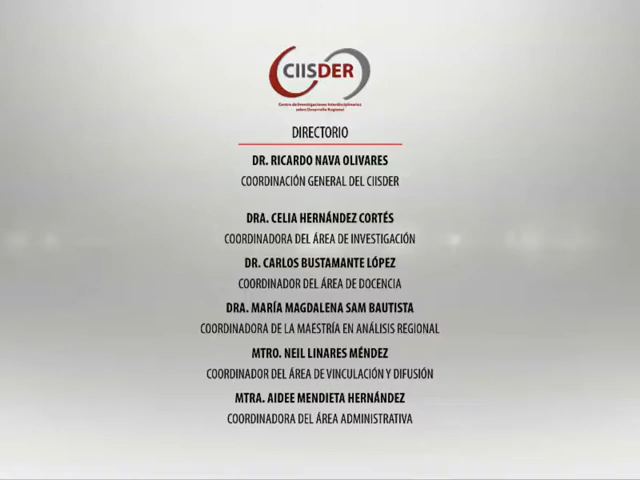 CIISDER
Centro de Investigaciones Interdisciplinarias
sobre Desarrollo Regional
DIRECTORIO
DR. RICARDO NAVA OLIVARES
COORDINACIÓN GENERAL DEL CIISDER
DRA. CELIA HERNÁNDEZ CORTÉS
COORDINADORA DEL ÁREA DE INVESTIGACIÓN
DR. CARLOS BUSTAMANTE LÓPEZ
COORDINADOR DEL ÁREA DE DOCENCIA
DRA. MARÍA MAGDALENA SAM BAUTISTA
COORDINADORA DE LA MAESTRÍA EN ANÁLISIS REGIONAL
MTRO. NEIL LINARES MÉNDEZ
COORDINADOR DEL ÁREA DE VINCULACIÓN Y DIFUSIÓN
MTRA. AIDEE MENDIETA HERNÁNDEZ
COORDINADORA DEL ÁREA ADMINISTRATIVA